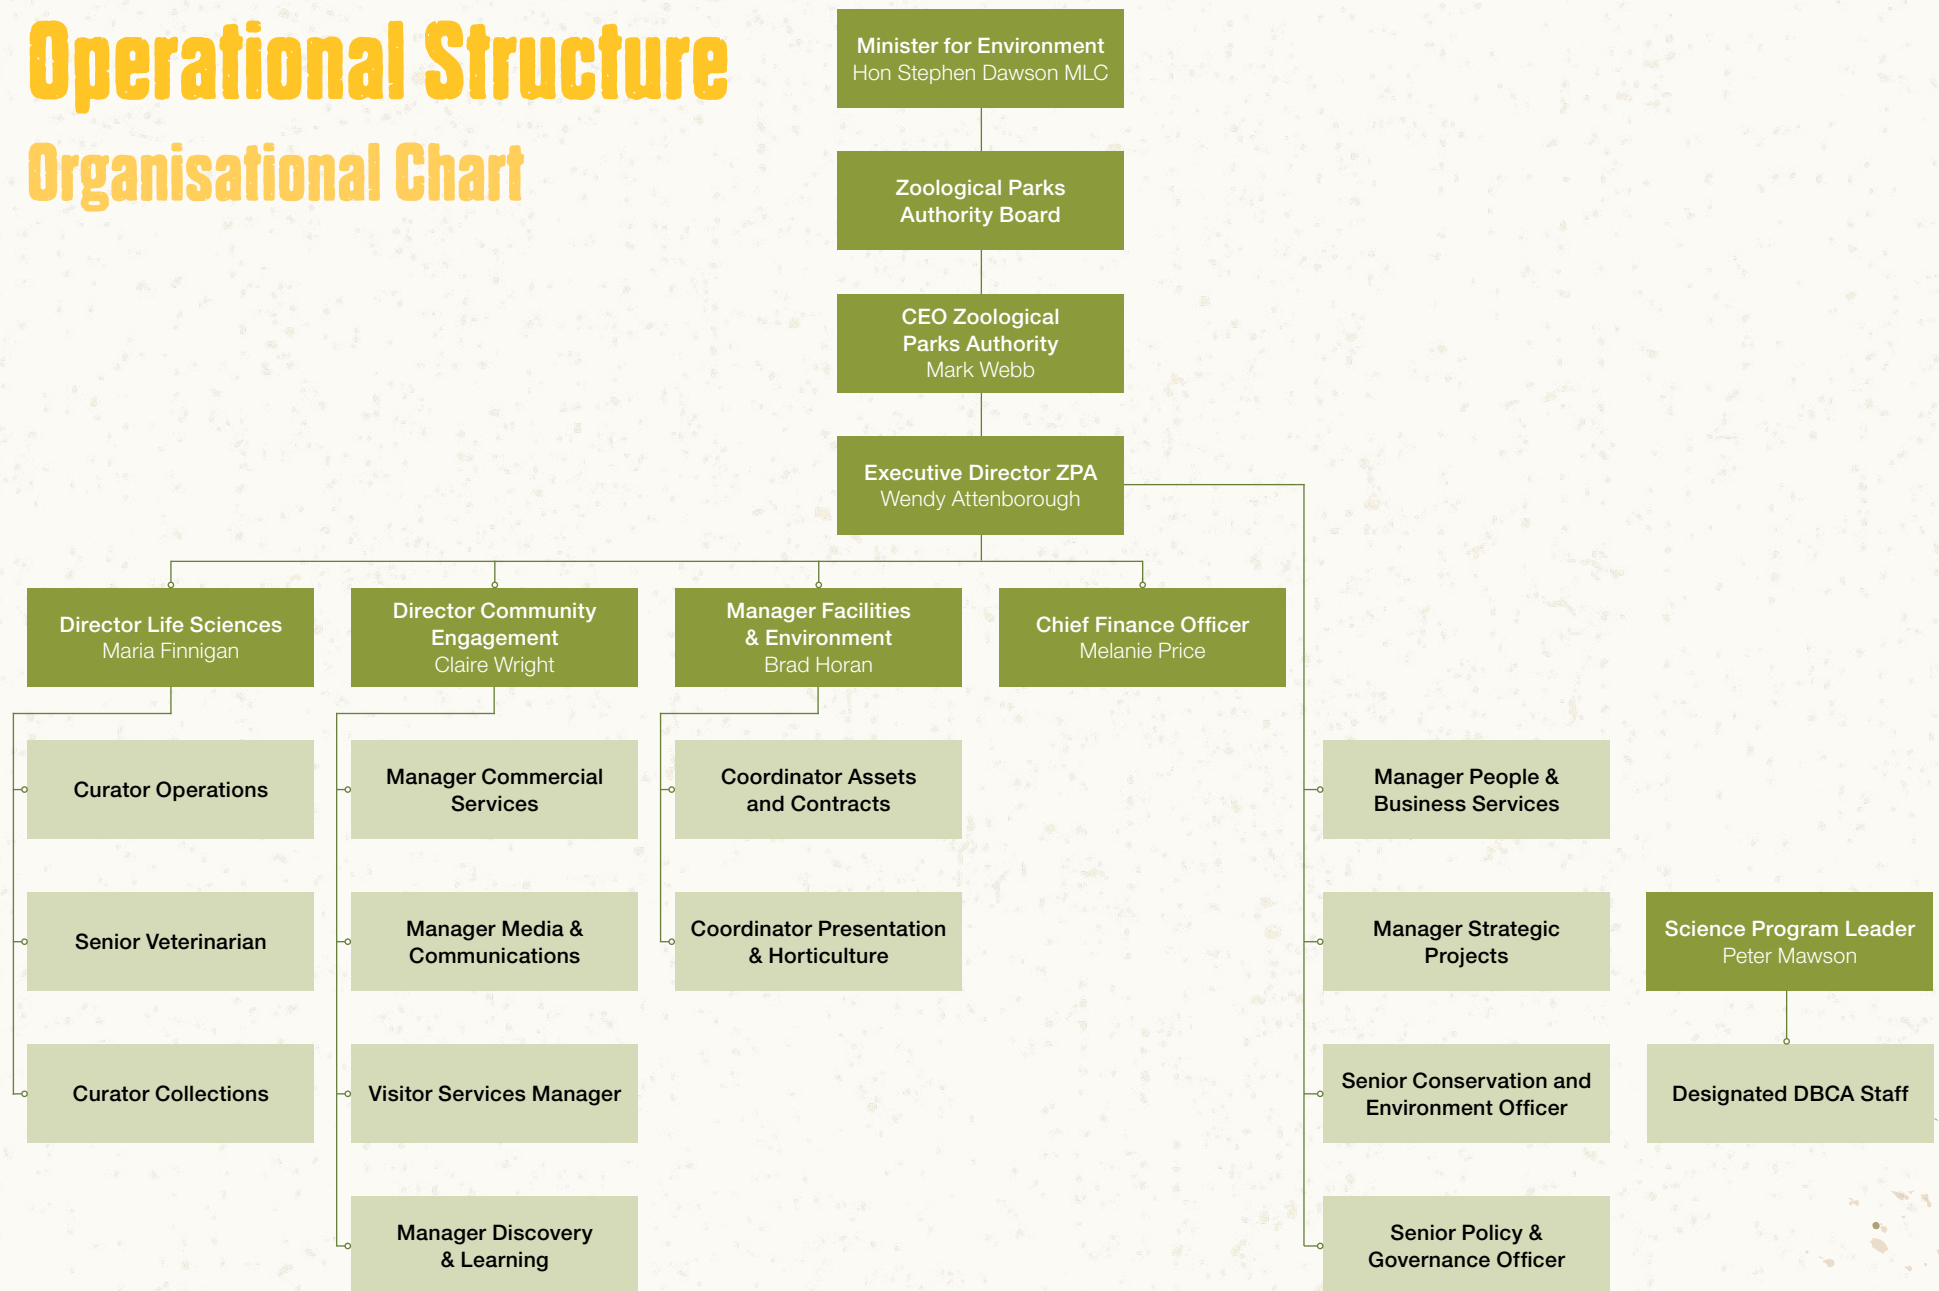 Operational Structure
Organisational Chart
Minister for Environment
Hon Stephen Dawson MLC
Zoological Parks
Authority Board
CEO Zoological
Parks Authority
Mark Webb
Executive Director ZPA
Wendy Attenborough
Director Life Sciences
Maria Finnigan
Director Community
Engagement
Claire Wright
Manager Facilities
& Environment
Brad Horan
Chief Finance Officer
Melanie Price
Curator Operations
Senior Veterinarian
Curator Collections
Manager Commercial
Services
Manager Media &
Communications
Visitor Services Manager
Manager Discovery
& Learning
Coordinator Assets
and Contracts
Coordinator Presentation
& Horticulture
Manager People &
Business Services
Manager Strategic
Projects
Senior Conservation and
Environment Officer
Senior Policy &
Governance Officer
Science Program Leader
Peter Mawson
Designated DBCA Staff